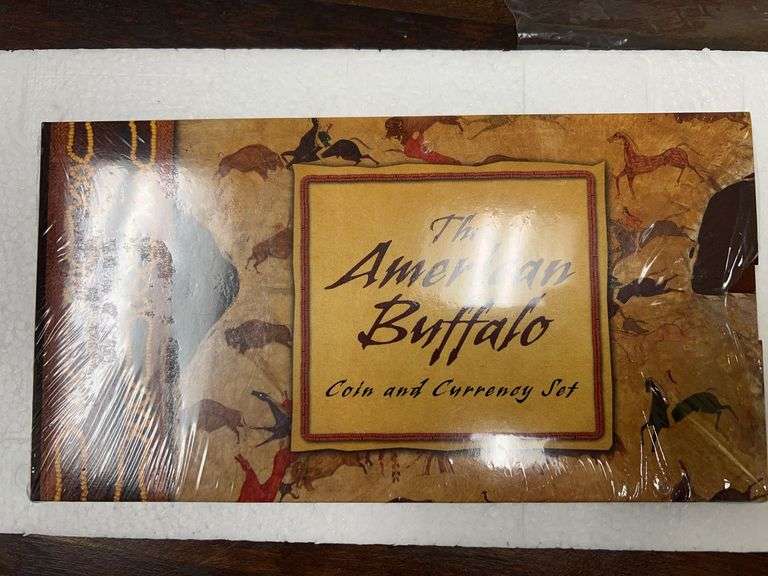 The
American
Buffalo
Coin and Currency Set